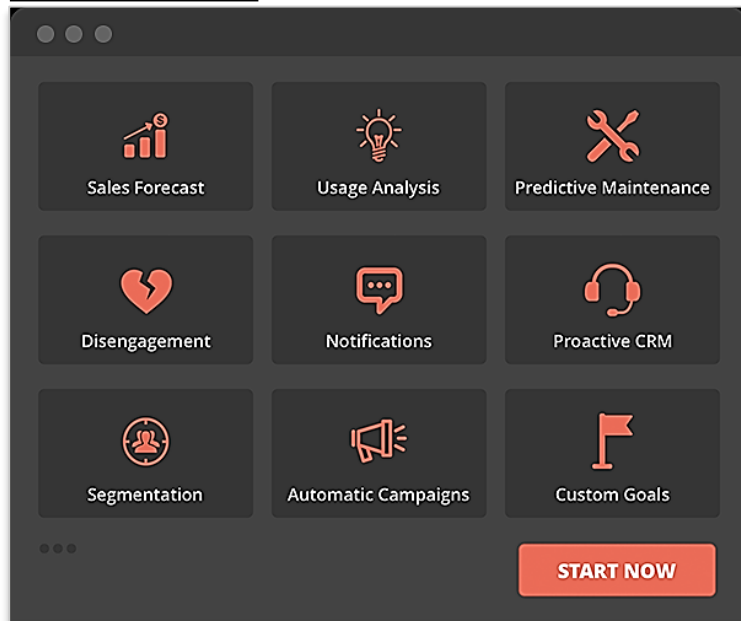 Sales Forecast
Usage Analysis
Predictive Maintenance
Disengagement
Notifications
Proactive CRM
Segmentation
Automatic Campaigns
Custom Goals
START NOW